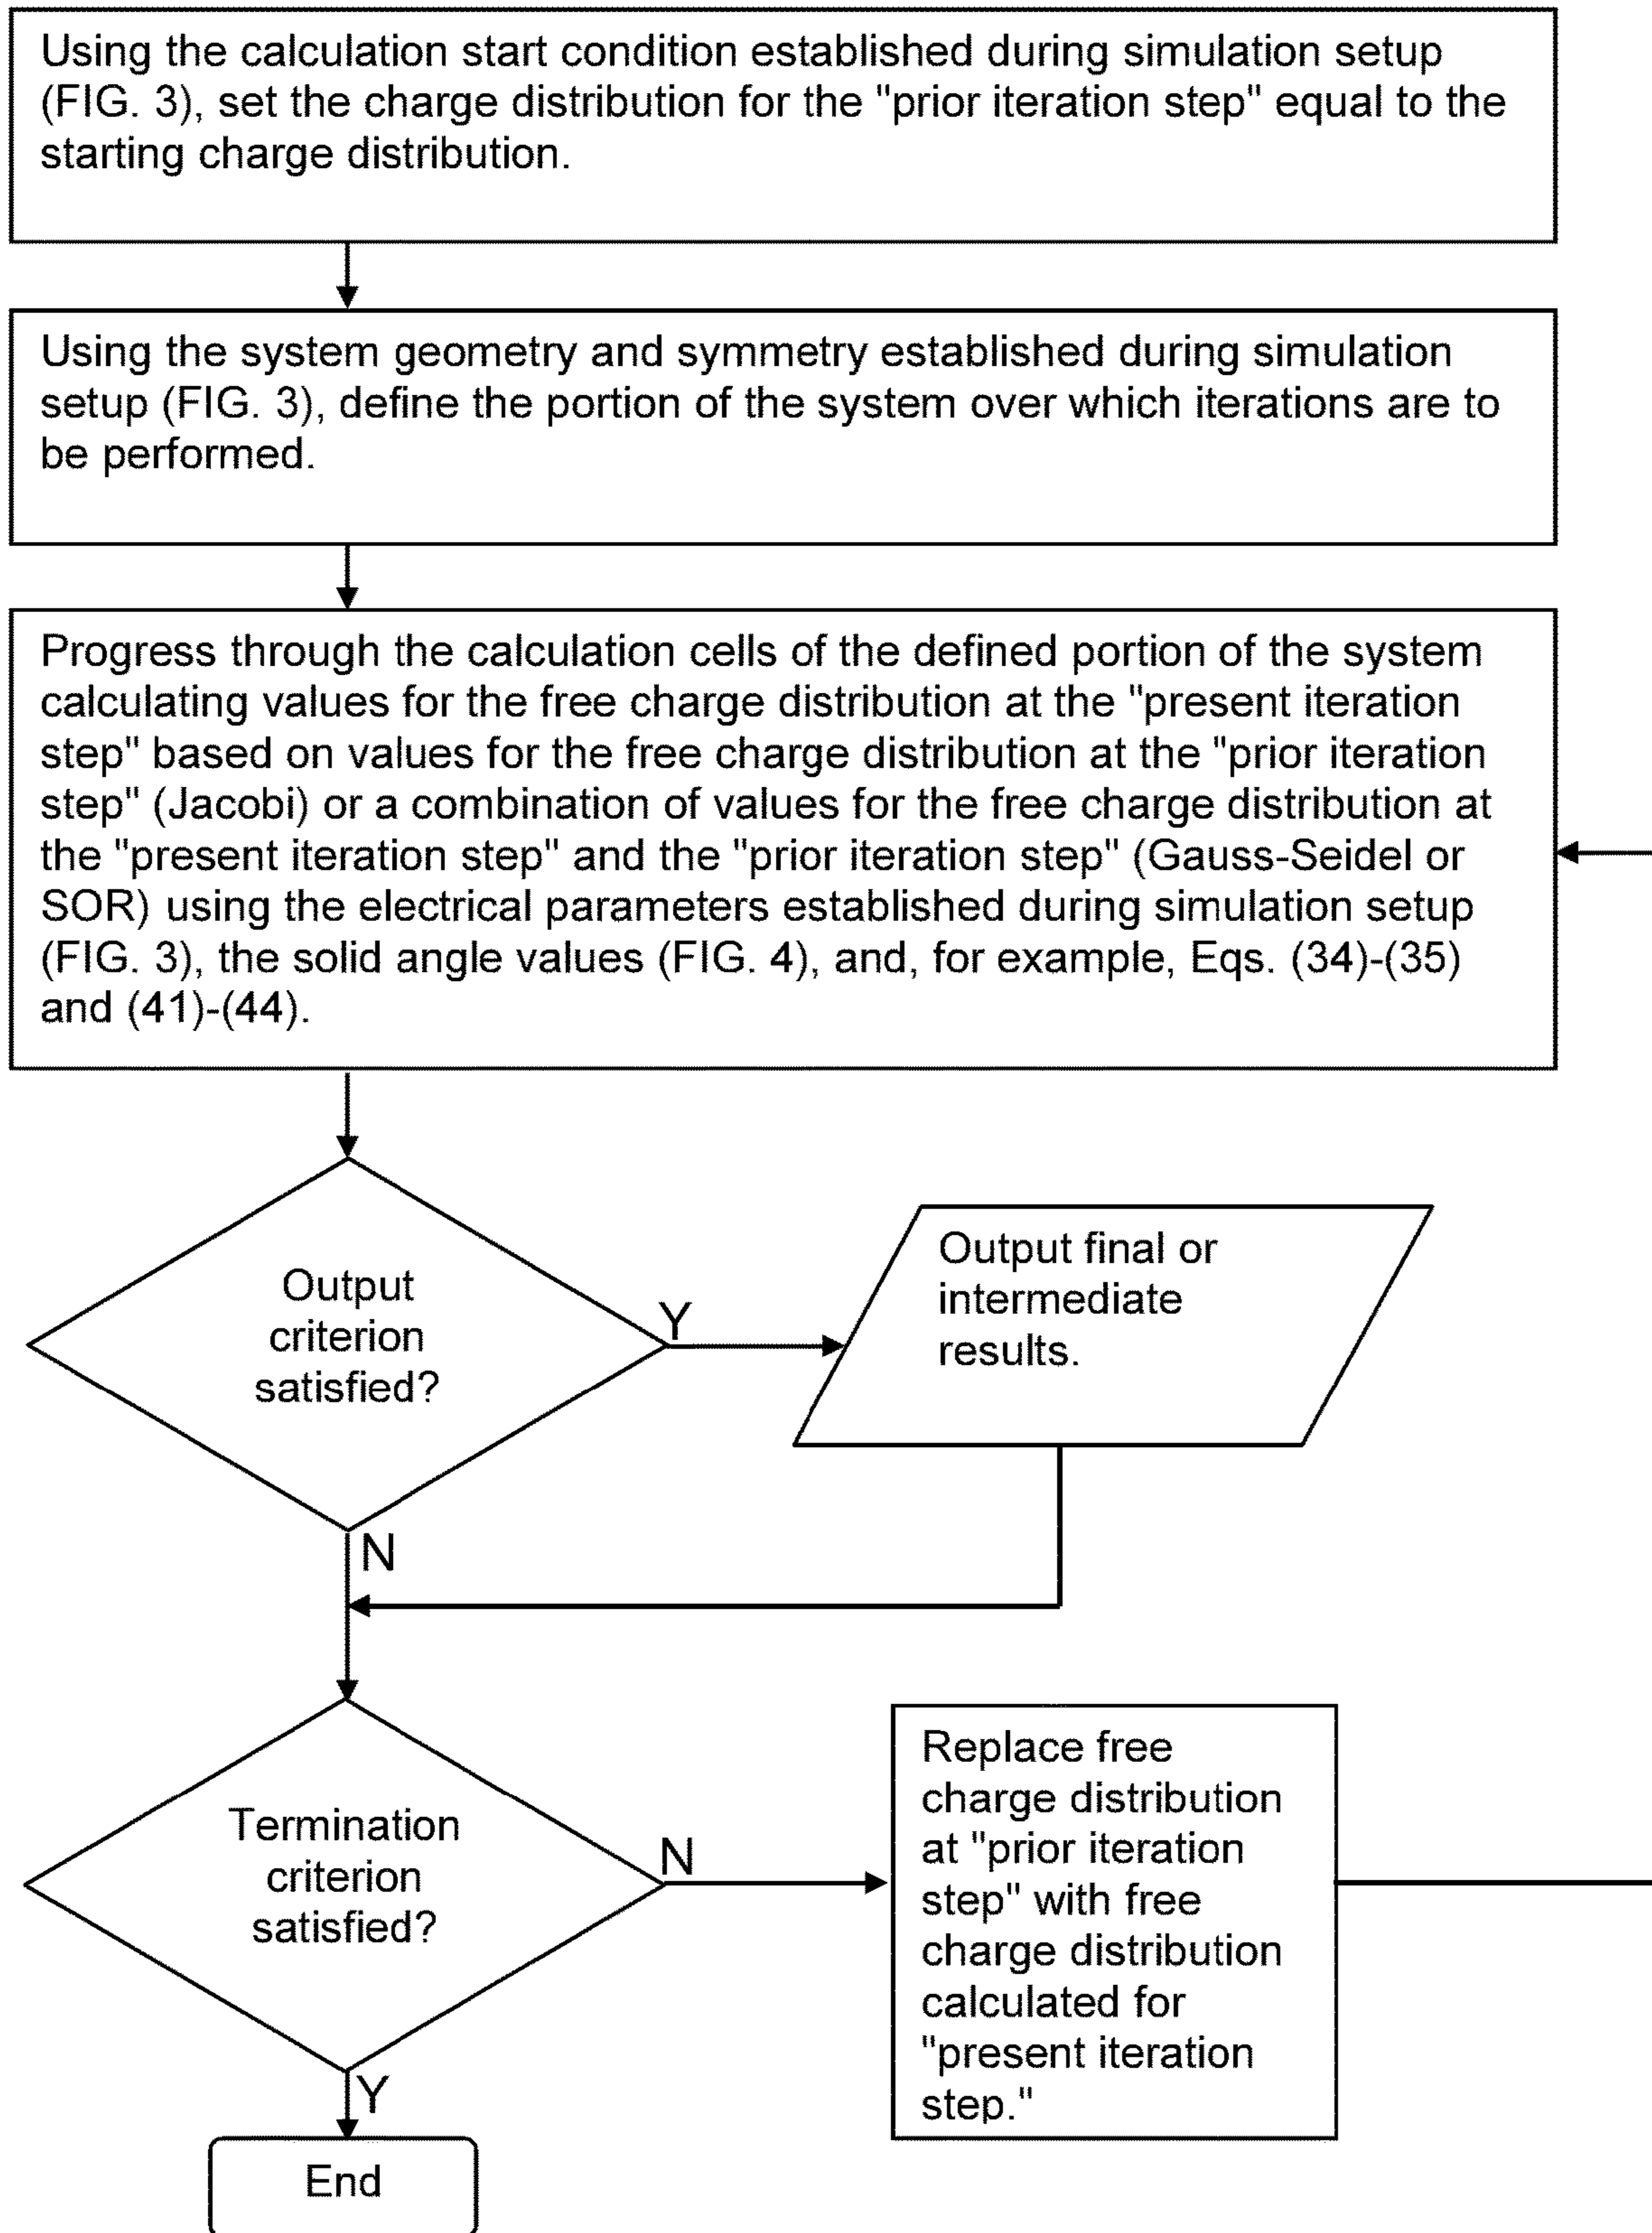 Using the calculation start condition established during simulation setup
(FIG. 3), set the charge distribution for the "prior iteration step" equal to the
starting charge distribution.
Using the system geometry and symmetry established during simulation
setup (FIG. 3), define the portion of the system over which iterations are to
be performed.
Progress through the calculation cells of the defined portion of the system
calculating values for the free charge distribution at the "present iteration
step" based on values for the free charge distribution at the "prior iteration
step" (Jacobi) or a combination of values for the free charge distribution at
the "present iteration step" and the "prior iteration step" (Gauss-Seidel or
SOR) using the electrical parameters established during simulation setup
(FIG. 3), the solid angle values (FIG. 4), and, for example, Eqs. (34)-(35)
and (41)-(44).
Output
criterion
satisfied?
Y
Output final or
intermediate
results.
N
Termination
criterion
satisfied?
N
Replace free
charge distribution
at "prior iteration
step" with free
charge distribution
calculated for
"present iteration
step."
Y
End